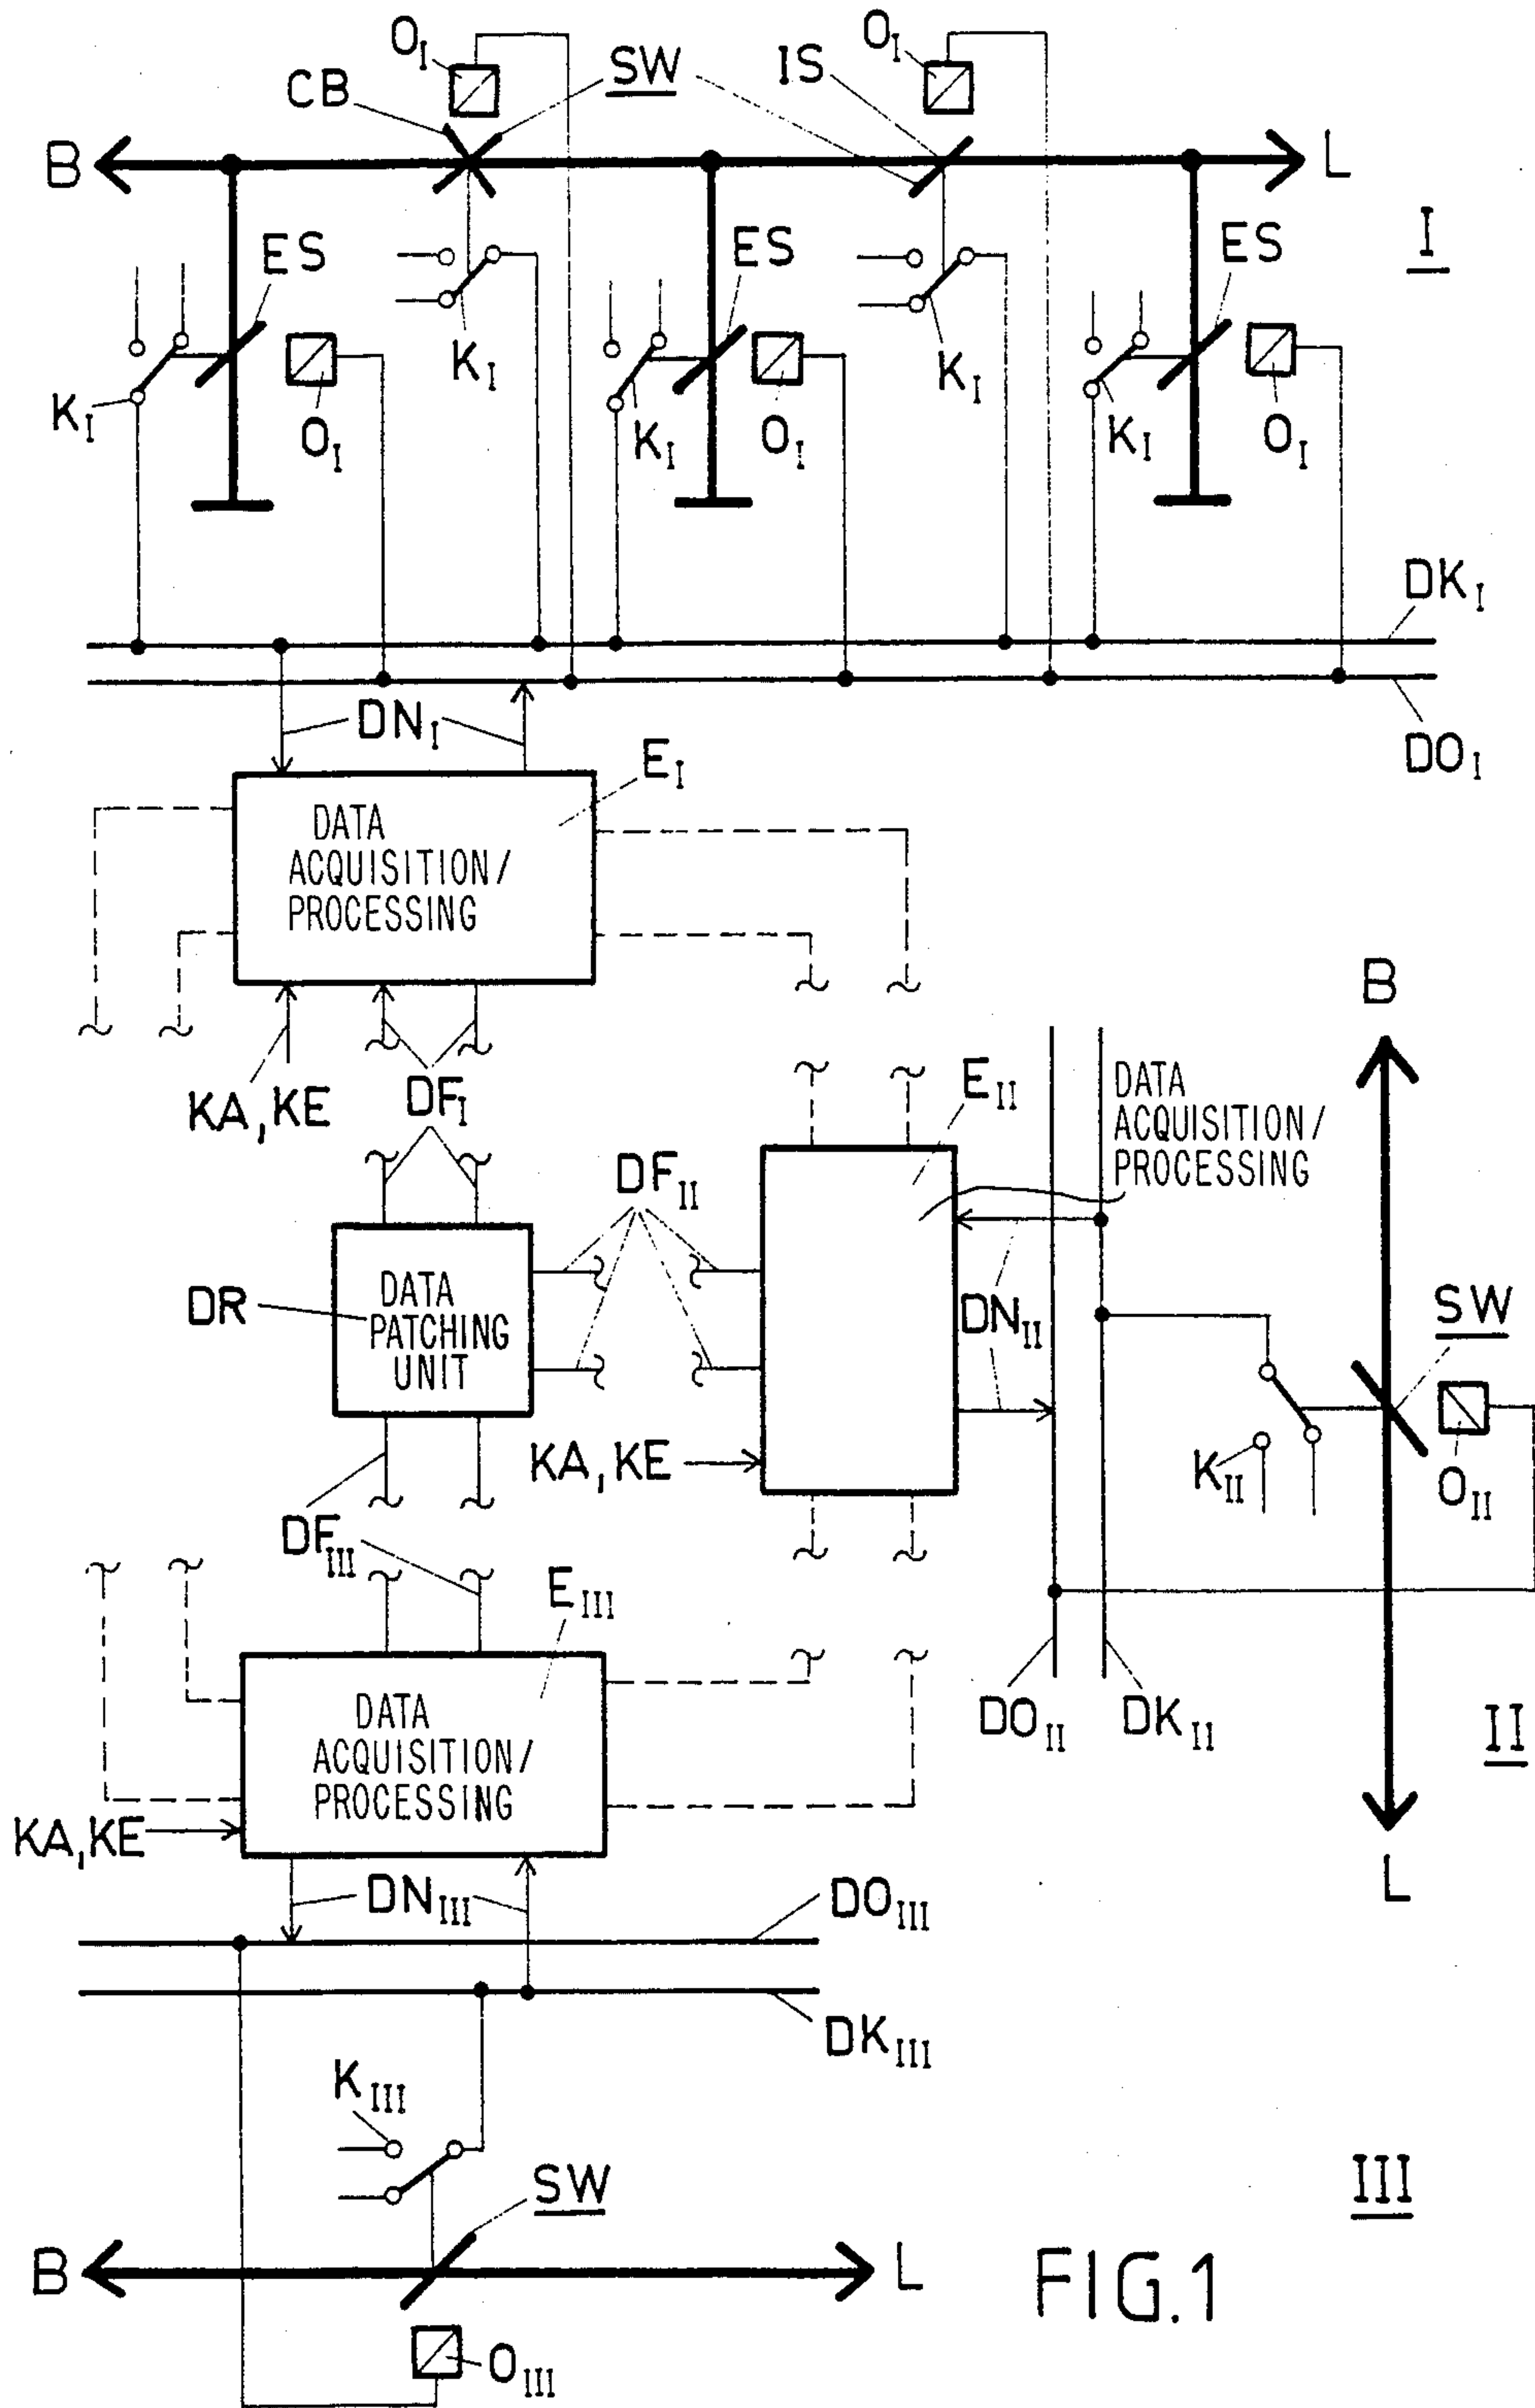 O_I O_I
CB SW IS
B L
I
ES ES ES
K_I O_I K_I K_I O_I K_I K_I O_I
DK_I
DN_I
DO_I
E_I
DATA
ACQUISITION/
PROCESSING
B
KA, KE DF_I
E_II
DATA
ACQUISITION/
PROCESSING
DF_II
DR
DATA
PATCHING
UNIT
DN_II
SW
KA, KE
K_II O_II
DF_III
E_III
DATA
ACQUISITION/
PROCESSING
DO_II DK_II
II
KA, KE
L
DN_III
DO_III
DK_III
K_III
SW
III
B L
O_III
FIG.1